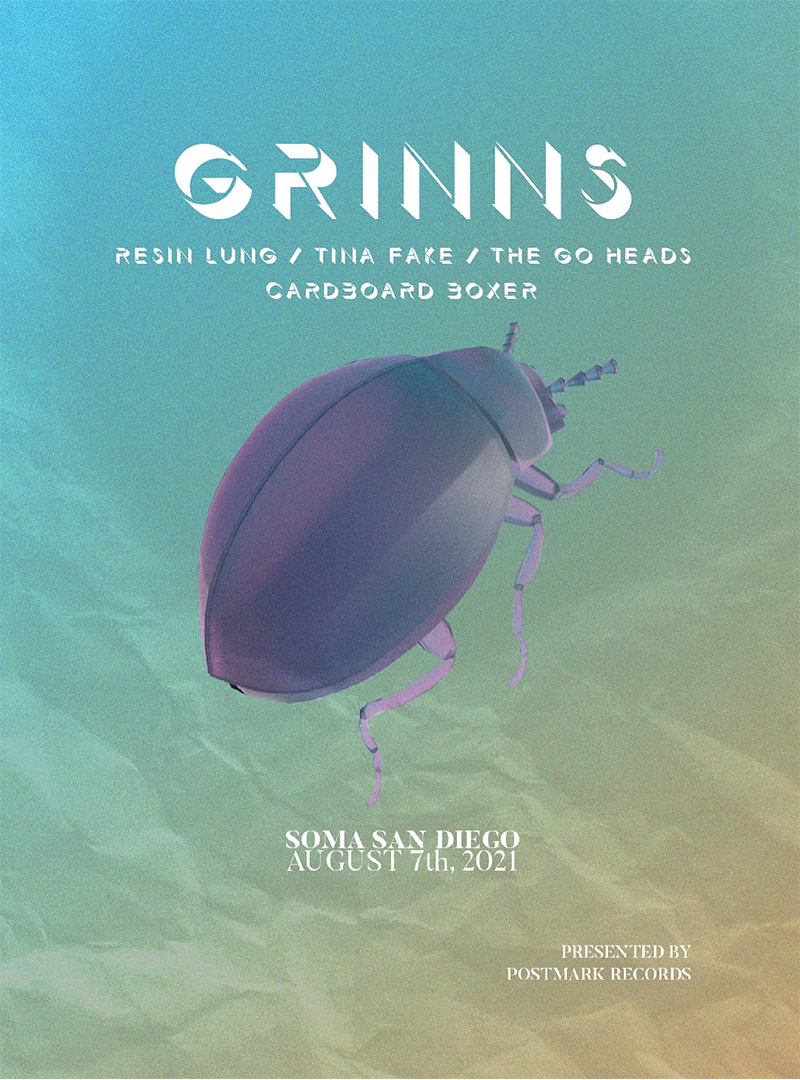 GRINNS
RESIN LUNG / TINA FAKE / THE GO HEADS
CARDBOARD BOXER
SOMA SAN DIEGO
AUGUST 7th, 2021
PRESENTED BY
POSTMARK RECORDS